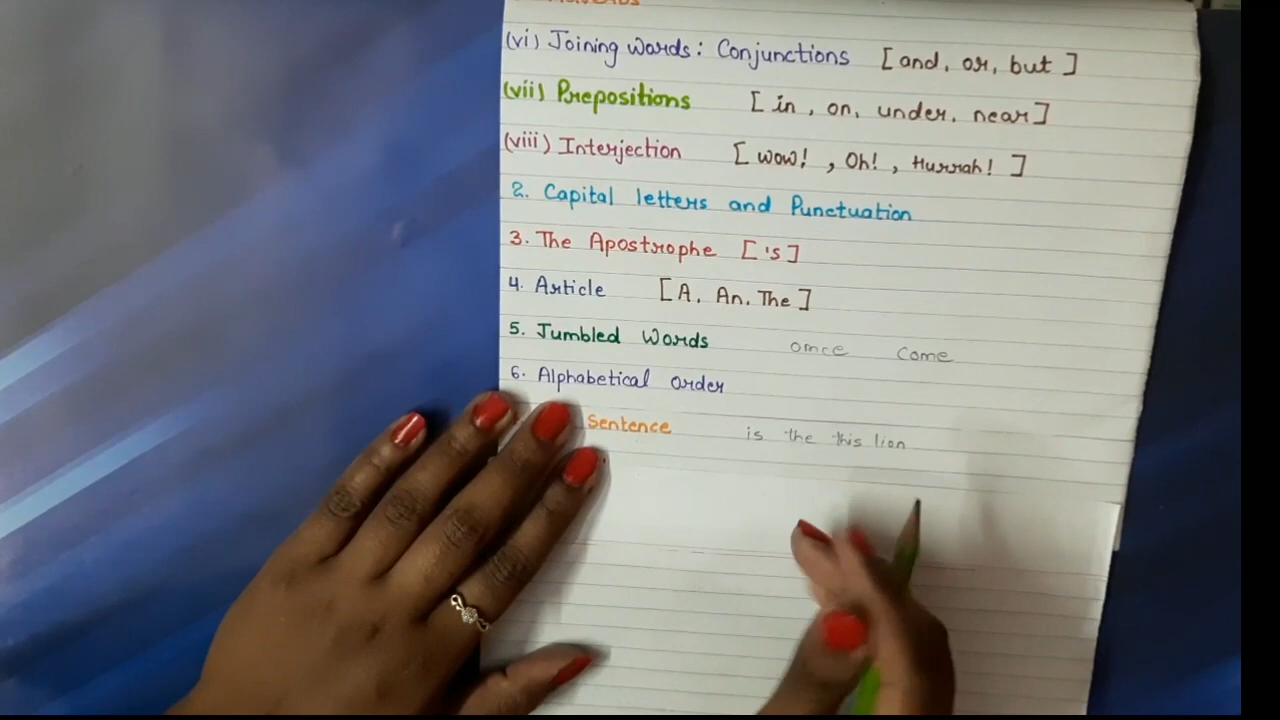 (vi) Joining words: Conjunctions [and, or, but]
(vii) Prepositions [in, on, under, near]
(viii) Interjection [wow!, Oh!, Hurrah!]
2. Capital letters and Punctuation
3. The Apostrophe ['s]
4. Article [A, An, The]
5. Jumbled Words omce come
6. Alphabetical order
Sentence is the this lion